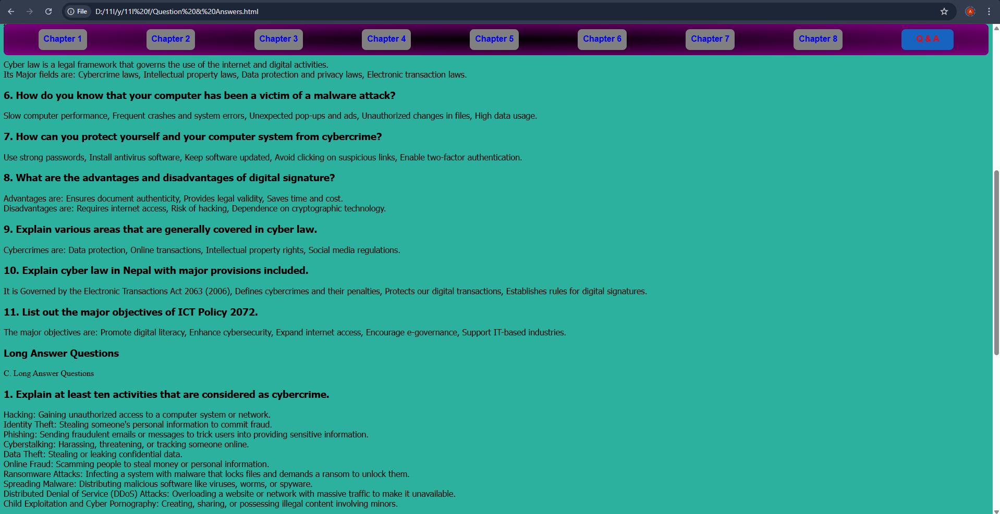 File D:/11I/y/11I%20f/Question%20&%20Answers.html
Chapter 1 Chapter 2 Chapter 3 Chapter 4 Chapter 5 Chapter 6 Chapter 7 Chapter 8 Q & A
Cyber law is a legal framework that governs the use of the internet and digital activities.
Its Major fields are: Cybercrime laws, Intellectual property laws, Data protection and privacy laws, Electronic transaction laws.
6. How do you know that your computer has been a victim of a malware attack?
Slow computer performance, Frequent crashes and system errors, Unexpected pop-ups and ads, Unauthorized changes in files, High data usage.
7. How can you protect yourself and your computer system from cybercrime?
Use strong passwords, Install antivirus software, Keep software updated, Avoid clicking on suspicious links, Enable two-factor authentication.
8. What are the advantages and disadvantages of digital signature?
Advantages are: Ensures document authenticity, Provides legal validity, Saves time and cost.
Disadvantages are: Requires internet access, Risk of hacking, Dependence on cryptographic technology.
9. Explain various areas that are generally covered in cyber law.
Cybercrimes are: Data protection, Online transactions, Intellectual property rights, Social media regulations.
10. Explain cyber law in Nepal with major provisions included.
It is Governed by the Electronic Transactions Act 2063 (2006), Defines cybercrimes and their penalties, Protects our digital transactions, Establishes rules for digital signatures.
11. List out the major objectives of ICT Policy 2072.
The major objectives are: Promote digital literacy, Enhance cybersecurity, Expand internet access, Encourage e-governance, Support IT-based industries.
Long Answer Questions
C. Long Answer Questions
1. Explain at least ten activities that are considered as cybercrime.
Hacking: Gaining unauthorized access to a computer system or network.
Identity Theft: Stealing someone's personal information to commit fraud.
Phishing: Sending fraudulent emails or messages to trick users into providing sensitive information.
Cyberstalking: Harassing, threatening, or tracking someone online.
Data Theft: Stealing or leaking confidential data.
Online Fraud: Scamming people to steal money or personal information.
Ransomware Attacks: Infecting a system with malware that locks files and demands a ransom to unlock them.
Spreading Malware: Distributing malicious software like viruses, worms, or spyware.
Distributed Denial of Service (DDoS) Attacks: Overloading a website or network with massive traffic to make it unavailable.
Child Exploitation and Cyber Pornography: Creating, sharing, or possessing illegal content involving minors.